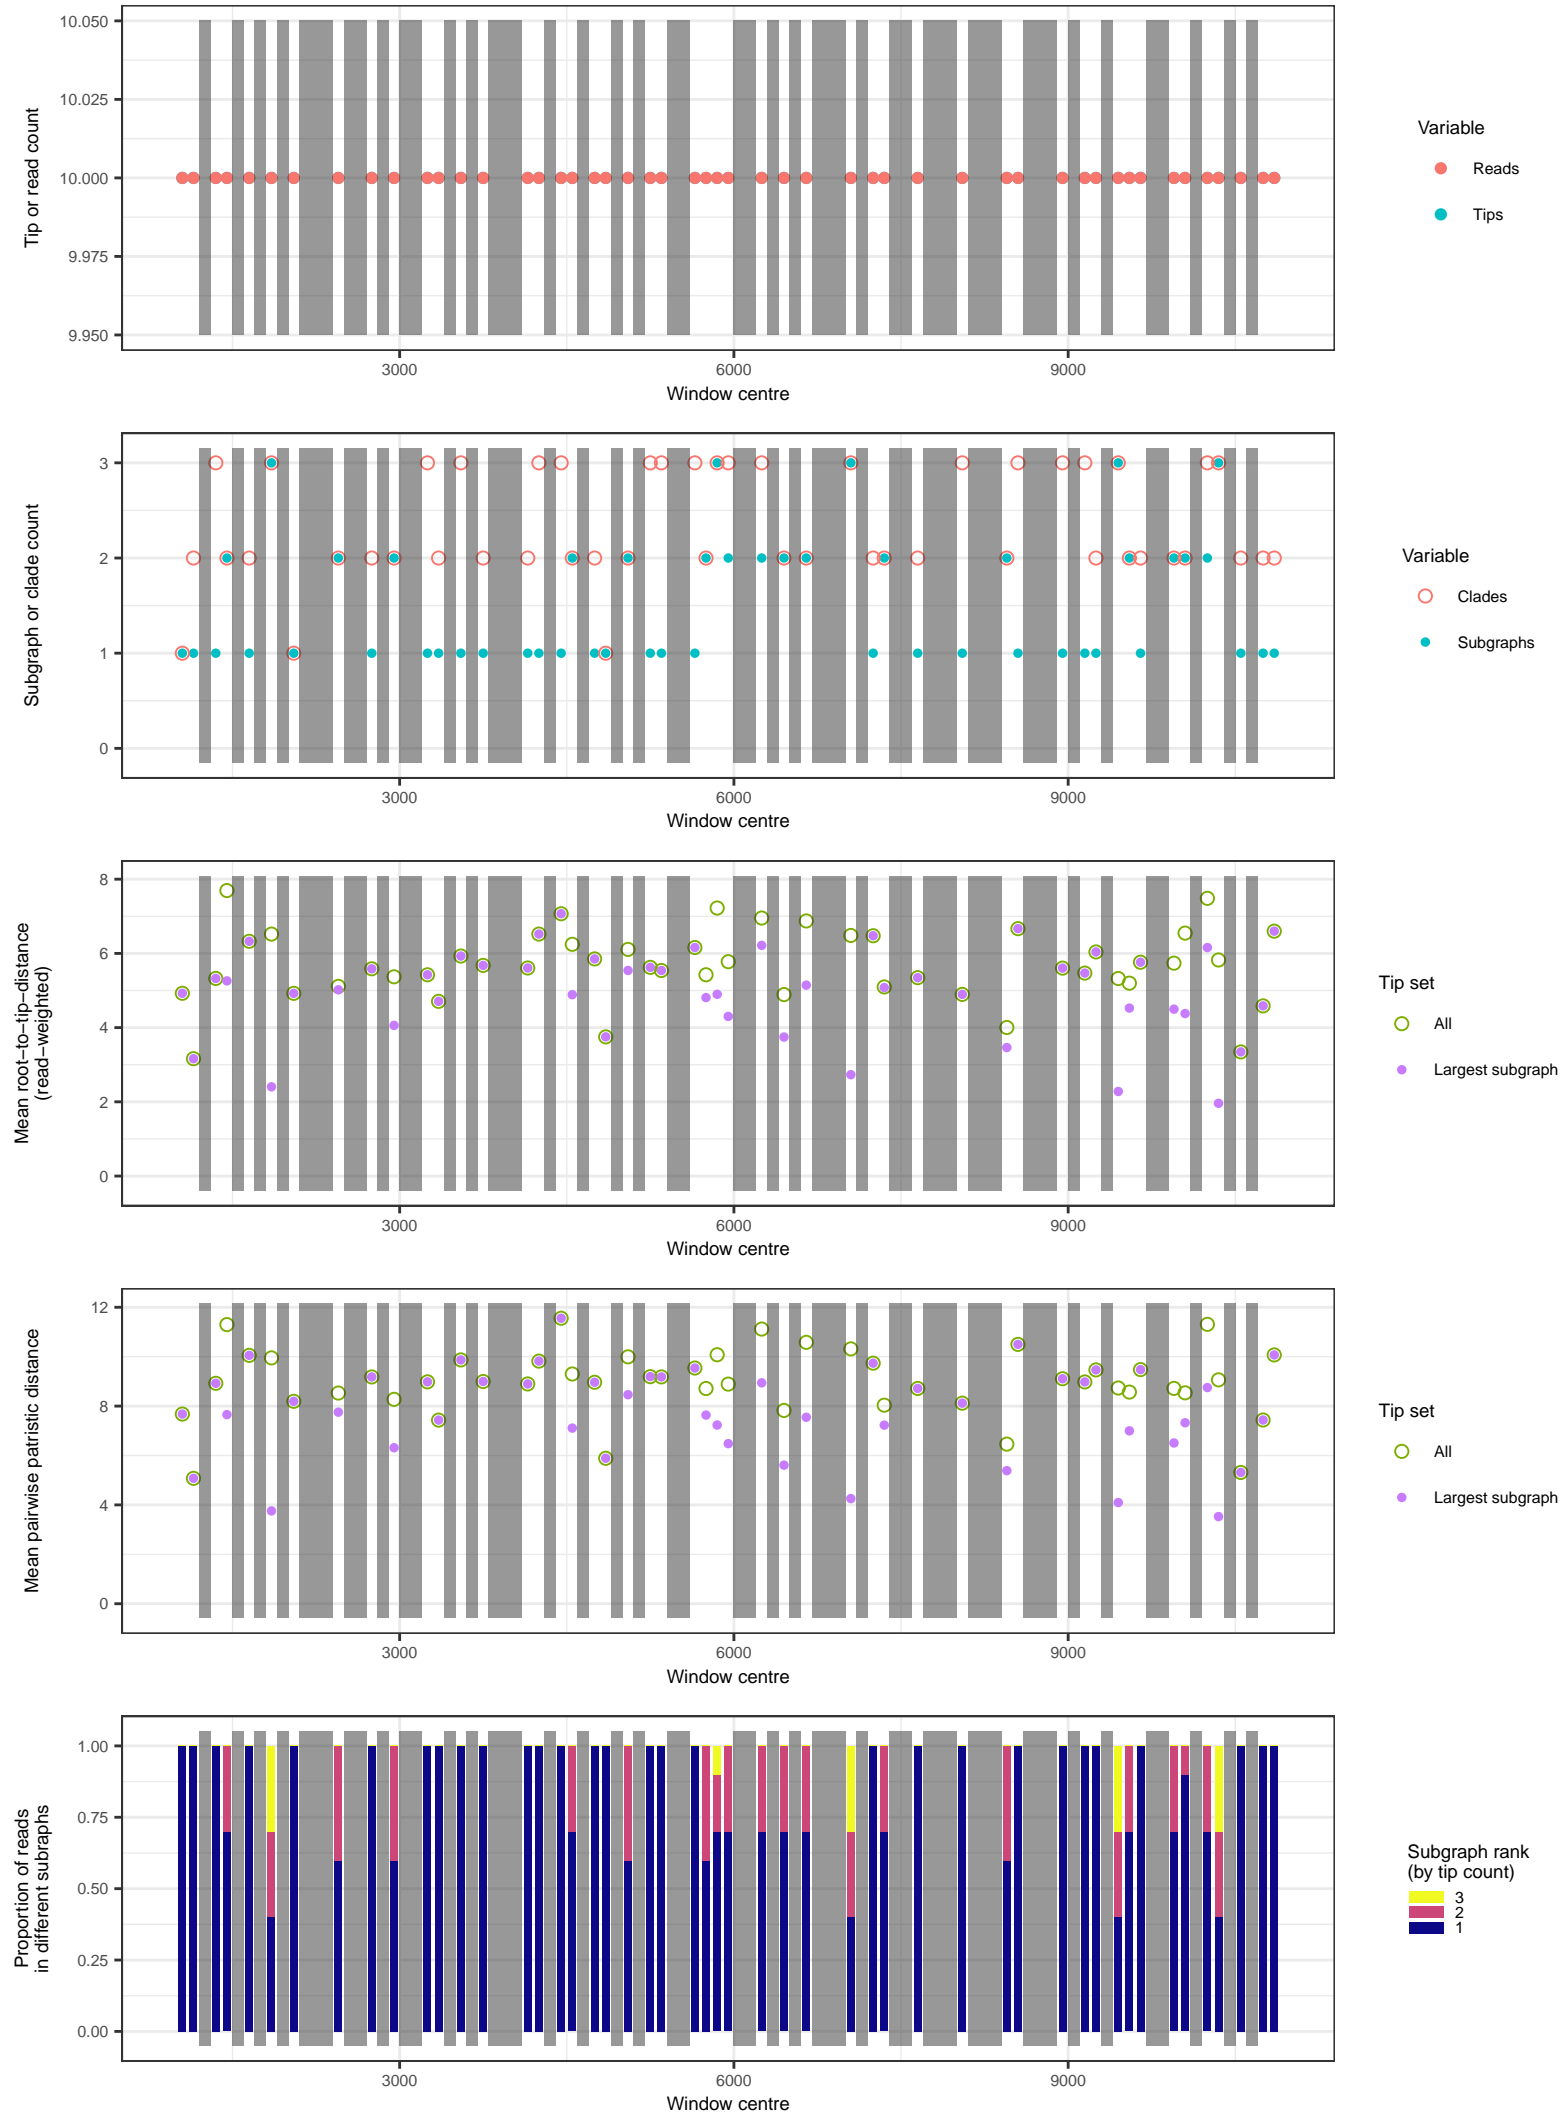 10.050
10.025
10.000
9.975
9.950
Tip or read count
3000
6000
9000
Window centre
Variable
Reads
Tips
3
2
1
0
Subgraph or clade count
3000
6000
9000
Window centre
Variable
Clades
Subgraphs
8
6
4
2
0
Mean root−to−tip−distance
(read−weighted)
3000
6000
9000
Window centre
Tip set
All
Largest subgraph
12
8
4
0
Mean pairwise patristic distance
3000
6000
9000
Window centre
Tip set
All
Largest subgraph
1.00
0.75
0.50
0.25
0.00
Proportion of reads
in different subraphs
3000
6000
9000
Window centre
Subgraph rank
(by tip count)
3
2
1